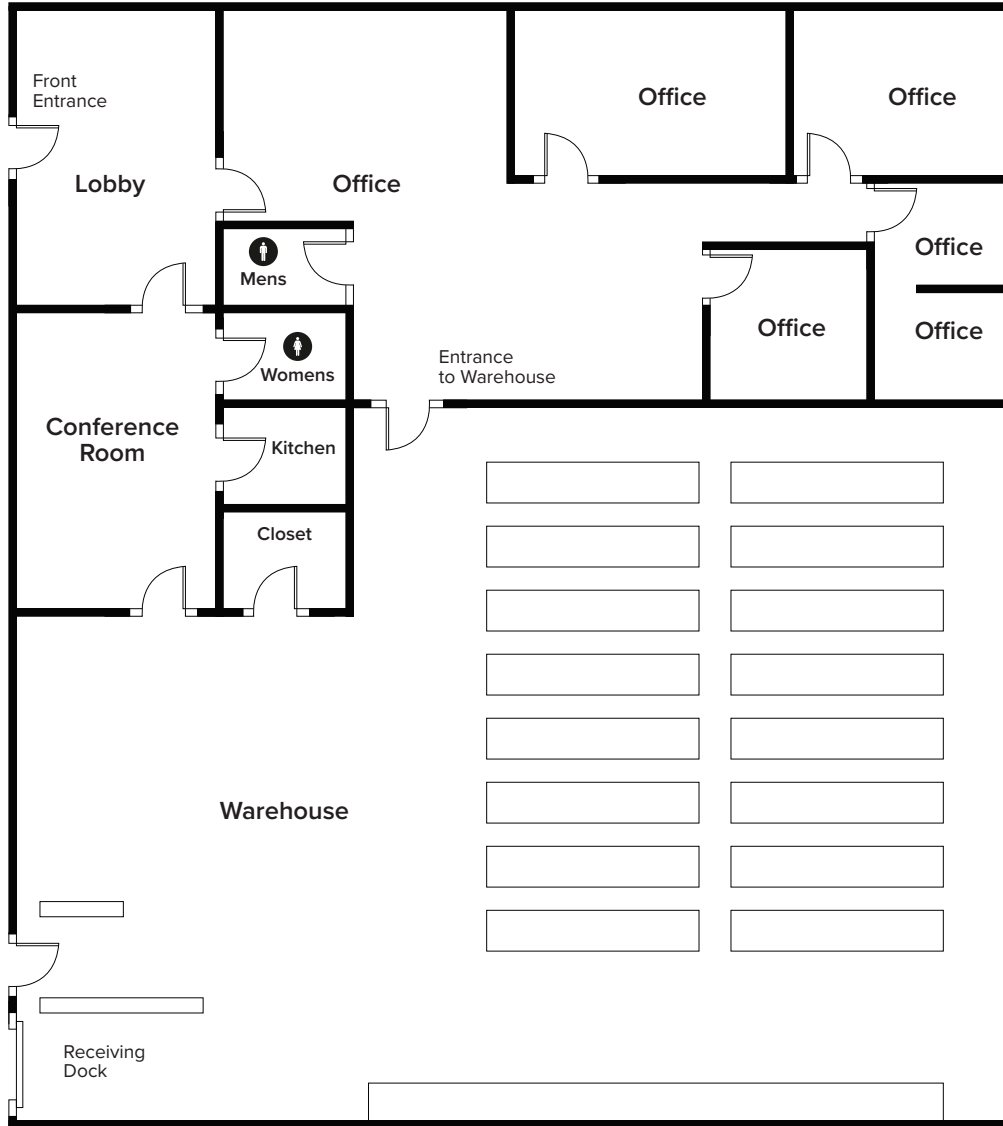 Front
Entrance
Office
Office
Lobby
Office
Mens
Office
Womens
Office
Office
Entrance
to Warehouse
Conference
Room
Kitchen
Closet
Warehouse
Receiving
Dock